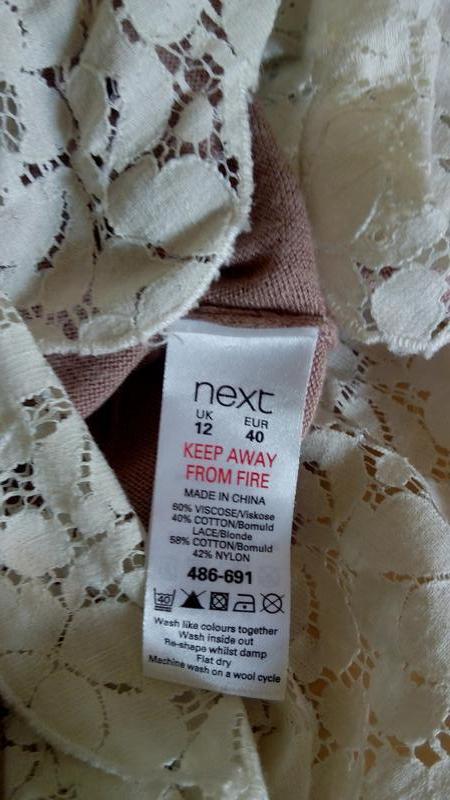 next
UK EUR
12 40
KEEP AWAY
FROM FIRE
MADE IN CHINA
60% VISCOSE/Viskose
40% COTTON/Bomuld
LACE/Blonde
58% COTTON/Bomuld
42% NYLON
486-691
40
Wash like colours together
Wash inside out
Re-shape whilst damp
Flat dry
Machine wash on a wool cycle